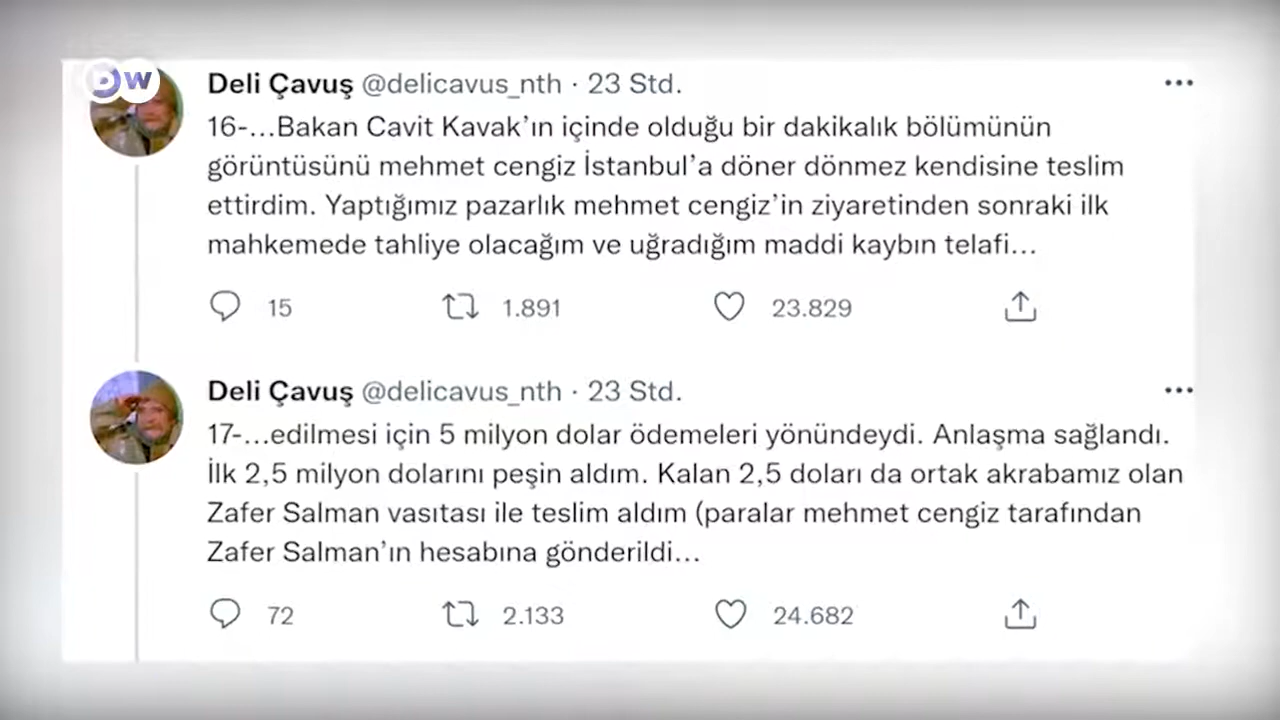 DW
Deli Çavuş @delicavus_nth · 23 Std.
16-...Bakan Cavit Kavak’ın içinde olduğu bir dakikalık bölümünün
görüntüsünü mehmet cengiz İstanbul’a döner dönmez kendisine teslim
ettirdim. Yaptığımız pazarlık mehmet cengiz’in ziyaretinden sonraki ilk
mahkemede tahliye olacağım ve uğradığım maddi kaybın telafi...
15 1.891 23.829
Deli Çavuş @delicavus_nth · 23 Std.
17-...edilmesi için 5 milyon dolar ödemeleri yönündeydi. Anlaşma sağlandı.
İlk 2,5 milyon dolarını peşin aldım. Kalan 2,5 doları da ortak akrabamız olan
Zafer Salman vasıtası ile teslim aldım (paralar mehmet cengiz tarafından
Zafer Salman’ın hesabına gönderildi...
72 2.133 24.682